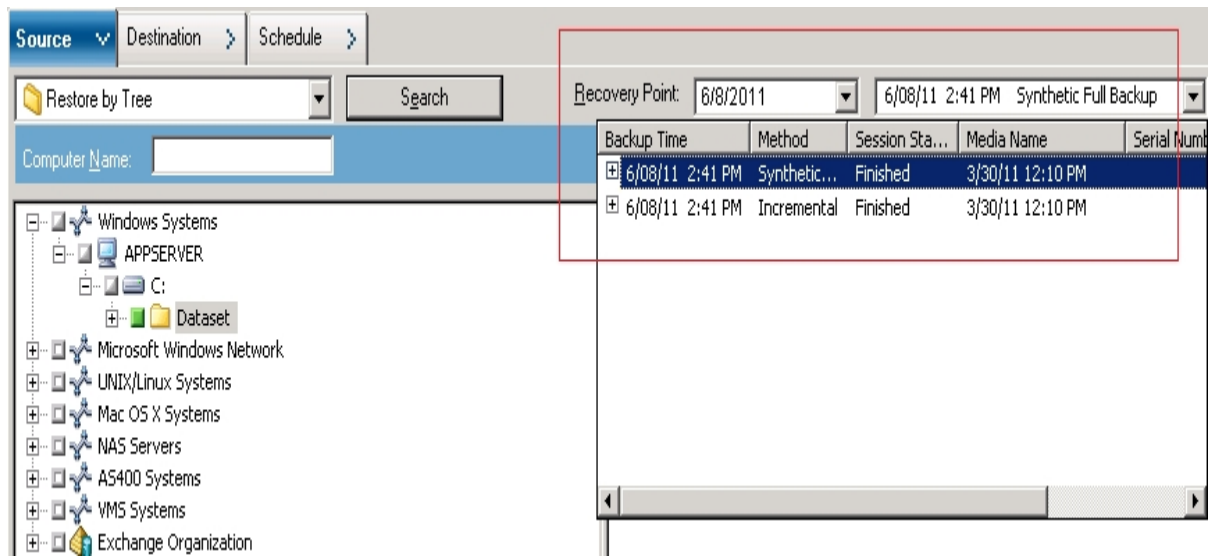 Source Destination Schedule
Restore by Tree Search Recovery Point: 6/8/2011 6/08/11 2:41 PM Synthetic Full Backup
Computer Name:
Backup Time Method Session Sta... Media Name Serial Numb
6/08/11 2:41 PM Synthetic... Finished 3/30/11 12:10 PM
6/08/11 2:41 PM Incremental Finished 3/30/11 12:10 PM
Windows Systems
APPSERVER
C:
Dataset
Microsoft Windows Network
UNIX/Linux Systems
Mac OS X Systems
NAS Servers
AS400 Systems
VMS Systems
Exchange Organization